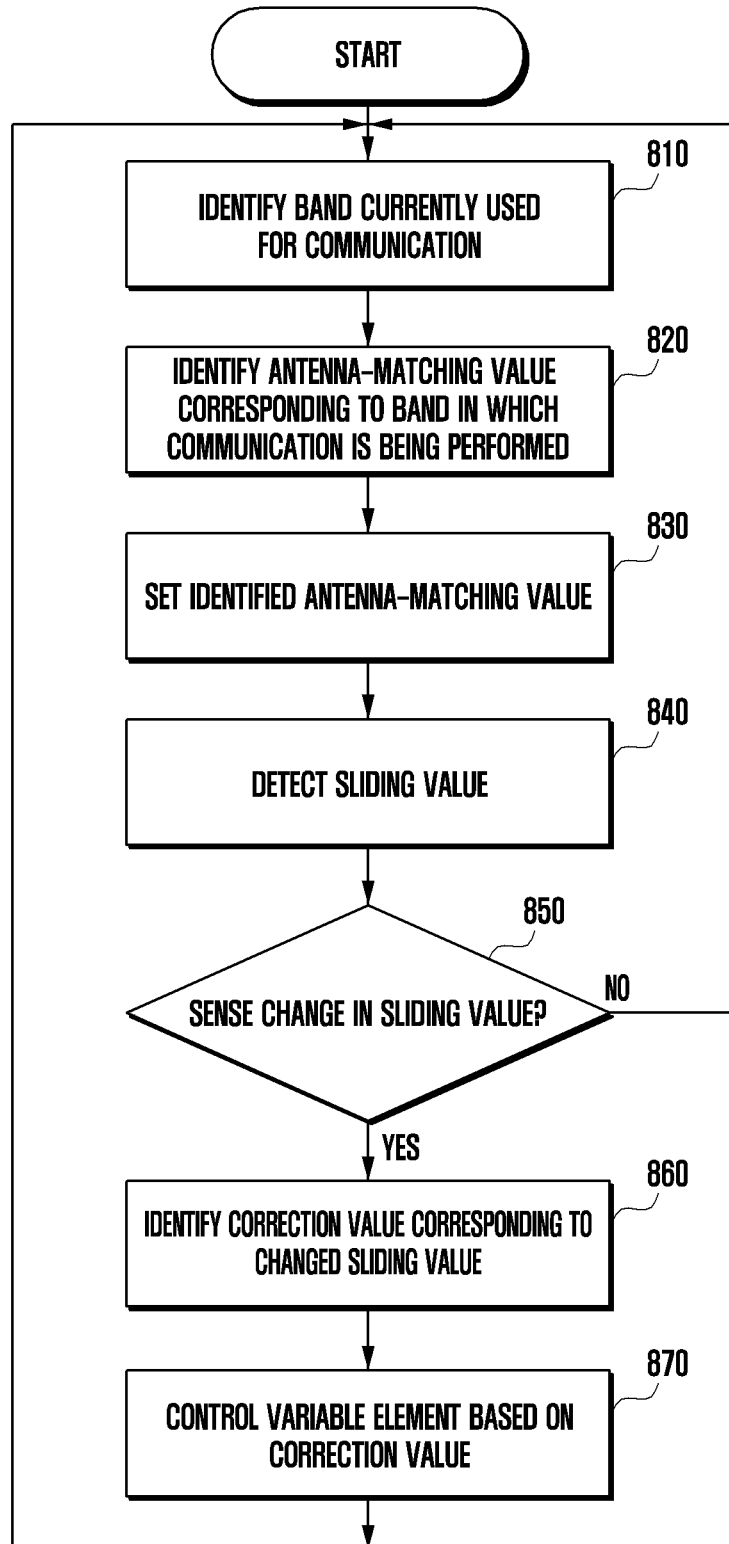 START
810
IDENTIFY BAND CURRENTLY USED
FOR COMMUNICATION
820
IDENTIFY ANTENNA-MATCHING VALUE
CORRESPONDING TO BAND IN WHICH
COMMUNICATION IS BEING PERFORMED
830
SET IDENTIFIED ANTENNA-MATCHING VALUE
840
DETECT SLIDING VALUE
850
SENSE CHANGE IN SLIDING VALUE?
NO
YES
860
IDENTIFY CORRECTION VALUE CORRESPONDING TO
CHANGED SLIDING VALUE
870
CONTROL VARIABLE ELEMENT BASED ON
CORRECTION VALUE